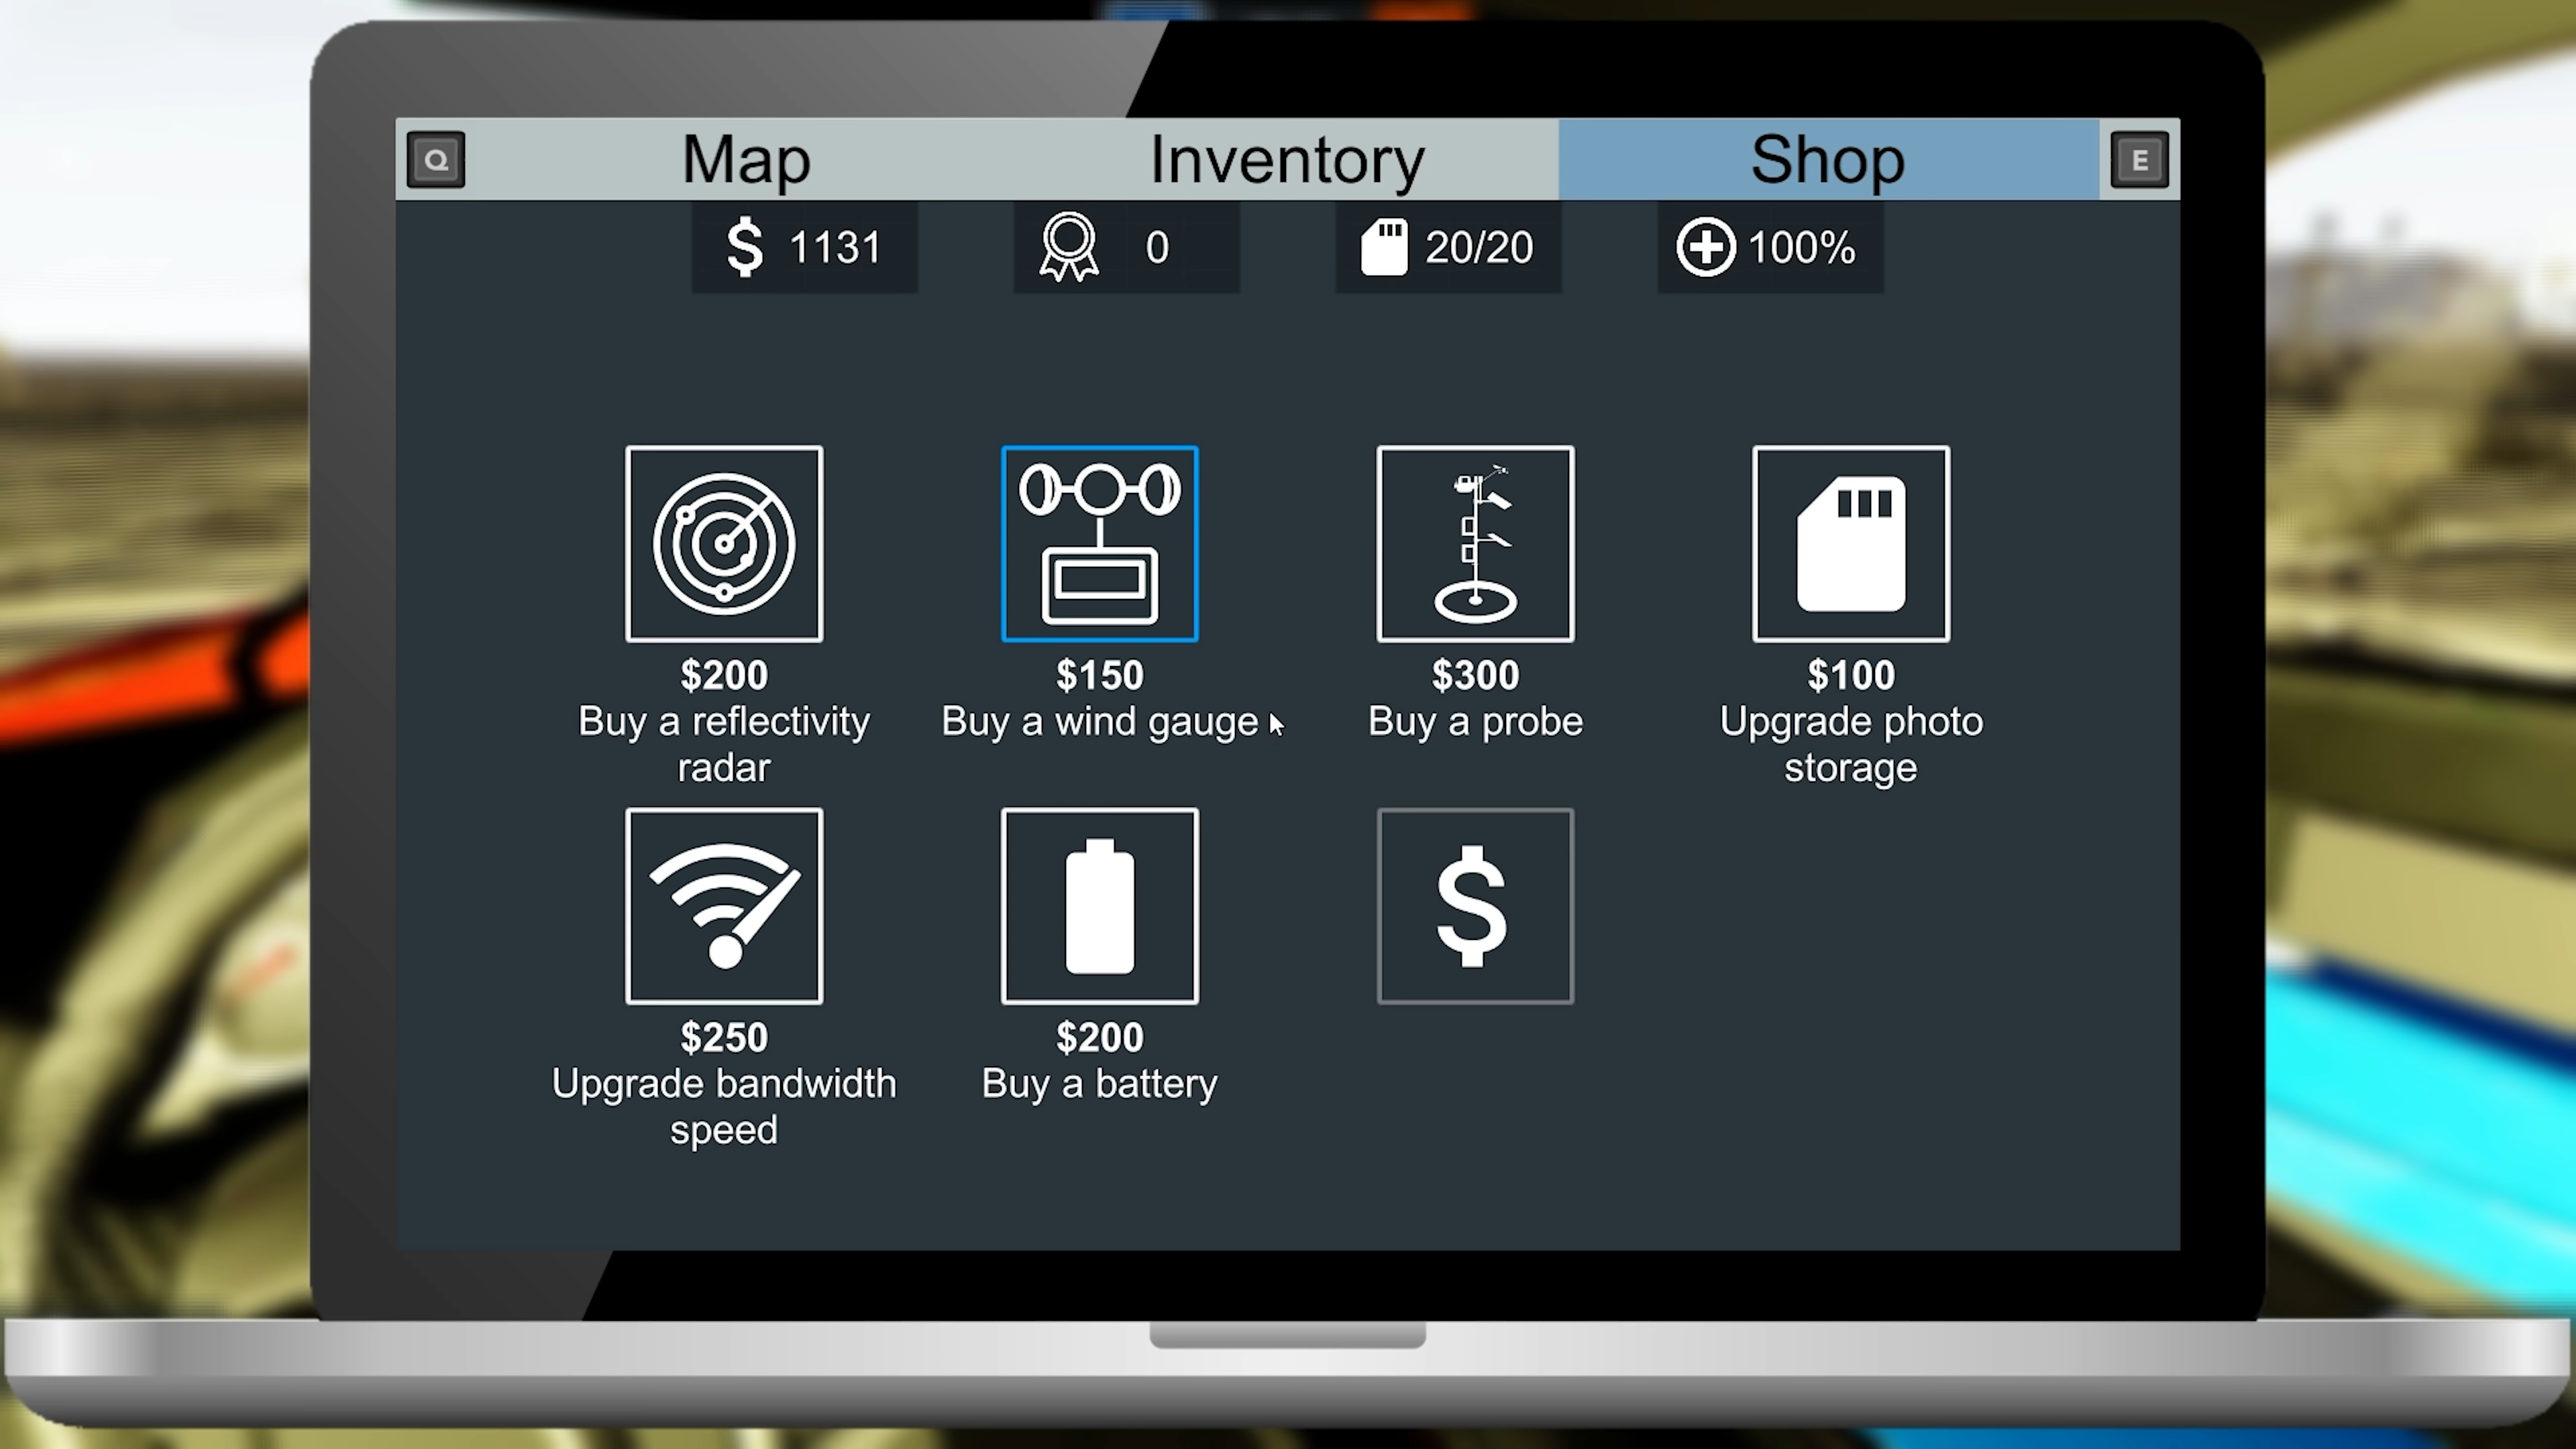 Q Map Inventory Shop E
$ 1131 0 20/20 100%
$200 $150 $300 $100
Buy a reflectivity Buy a wind gauge Buy a probe Upgrade photo
radar storage
$
$250 $200
Upgrade bandwidth Buy a battery
speed